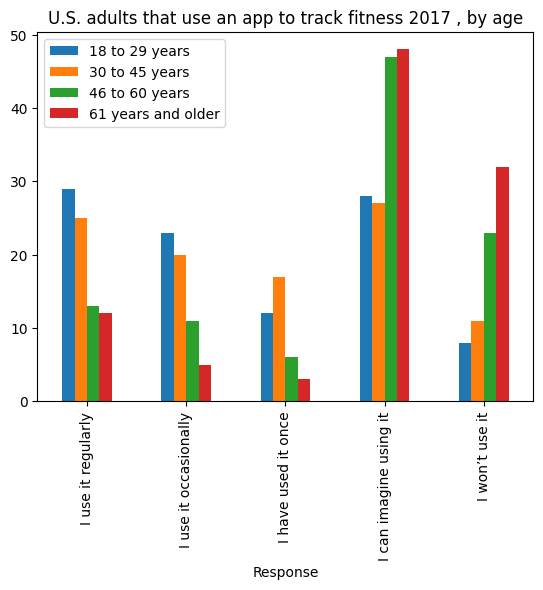 U.S. adults that use an app to track fitness 2017 , by age
18 to 29 years
30 to 45 years
46 to 60 years
61 years and older
50
40
30
20
10
0
I use it regularly
I use it occasionally
I have used it once
I can imagine using it
I won’t use it
Response